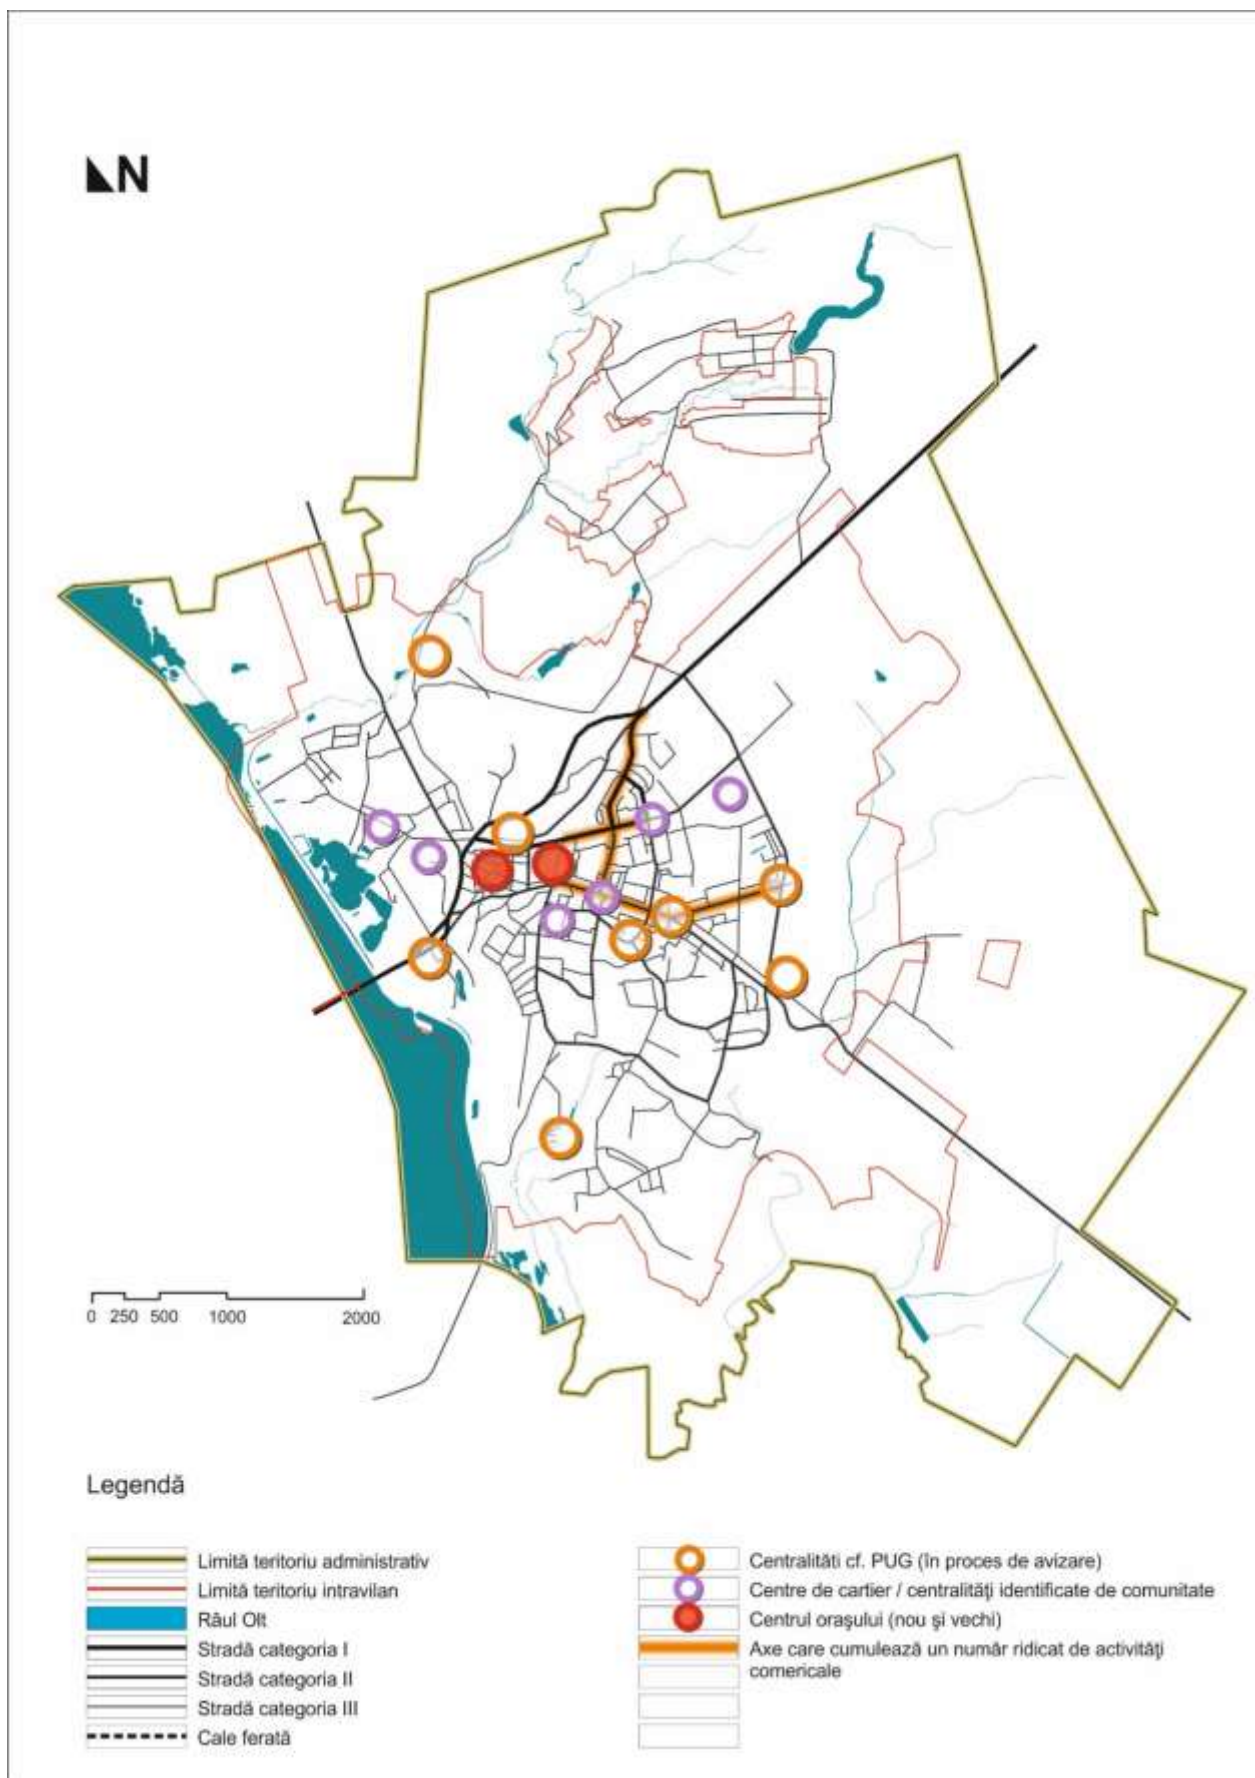 N
0 250 500 1000 2000
Legendă
Limită teritoriu administrativ
Limită teritoriu intravilan
Râul Olt
Stradă categoria I
Stradă categoria II
Stradă categoria III
Cale ferată
Centralităti cf. PUG (în proces de avizare)
Centre de cartier / centralităţi identificate de comunitate
Centrul oraşului (nou şi vechi)
Axe care cumulează un număr ridicat de activităţi
comericale